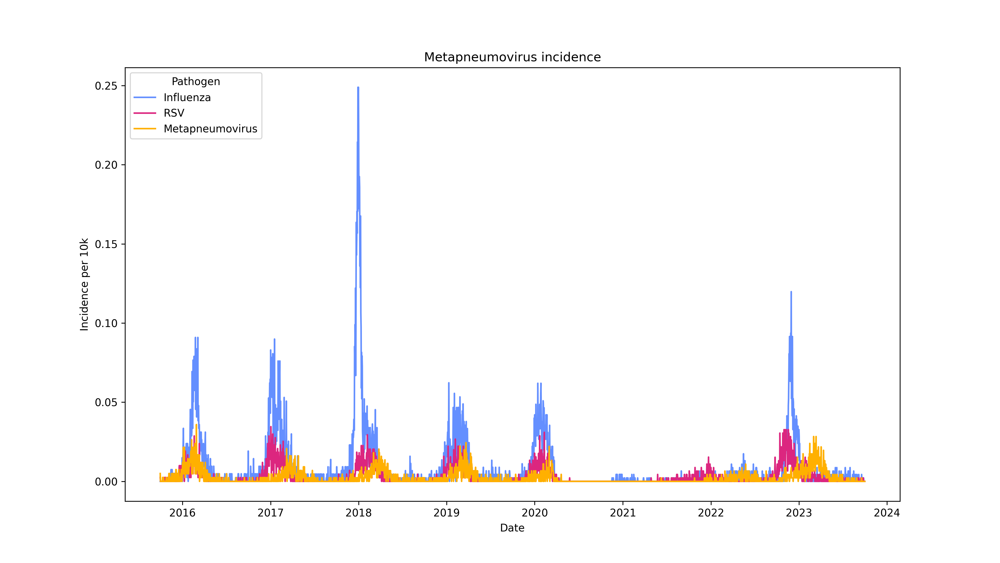 Metapneumovirus incidence
Pathogen
Influenza
RSV
Metapneumovirus
0.25
0.20
0.15
0.10
0.05
0.00
Incidence per 10k
2016 2017 2018 2019 2020 2021 2022 2023 2024
Date